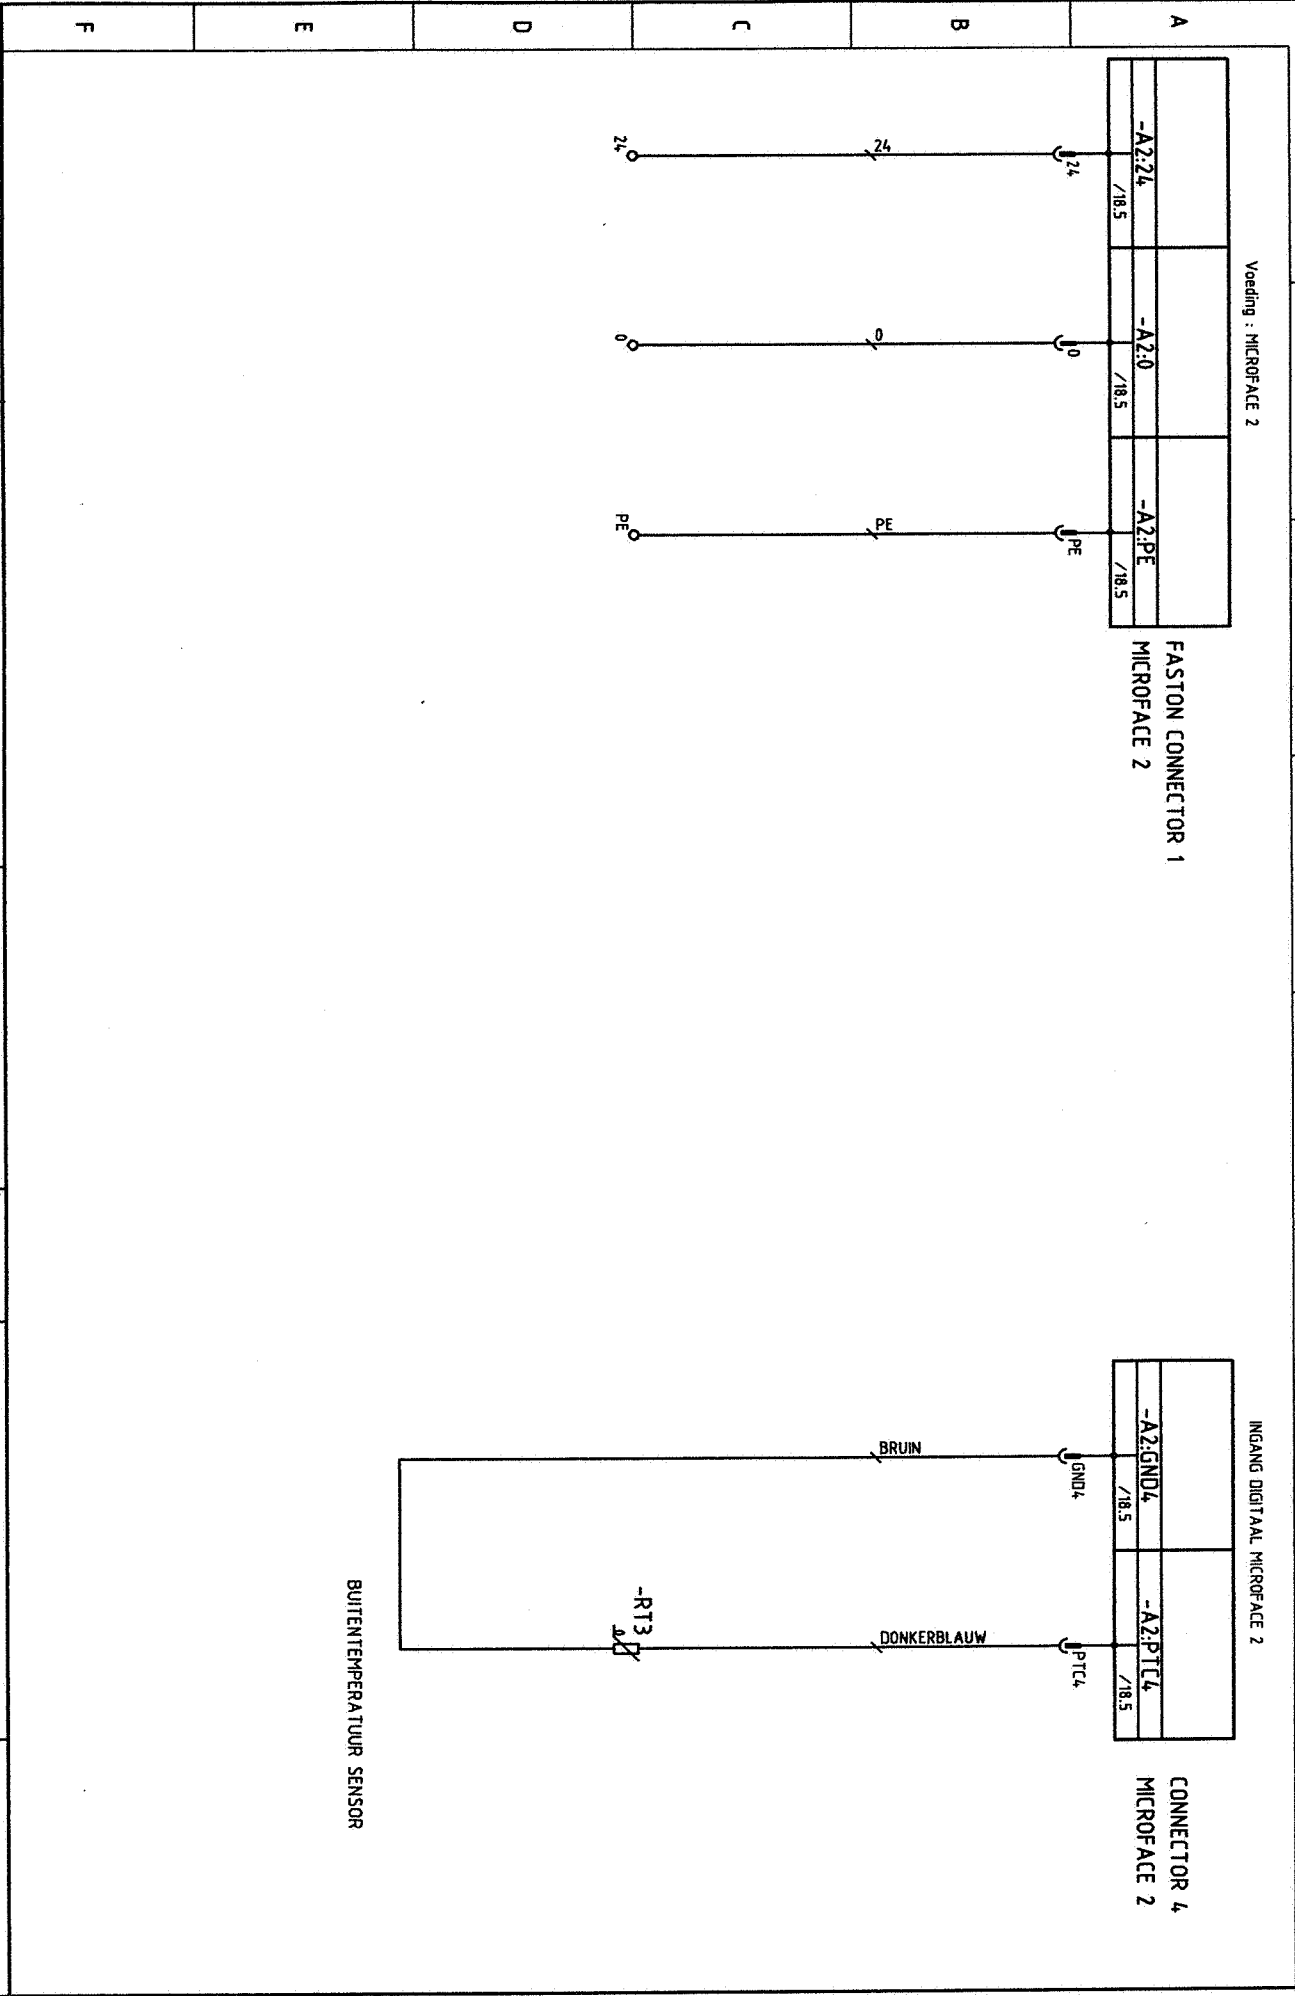 A
B
C
D
E
F
Voeding : MICROFACE 2
-A2:24
-A2:0
-A2:PE
/18.5
/18.5
/18.5
FASTON CONNECTOR 1
MICROFACE 2
24
0
PE
24
0
PE
24
0
PE
INGANG DIGITAAL MICROFACE 2
-A2:GND4
-A2:PTC4
/18.5
/18.5
CONNECTOR 4
MICROFACE 2
GND4
PTC4
BRUIN
DONKERBLAUW
-RT3
BUITENTEMPERATUUR SENSOR